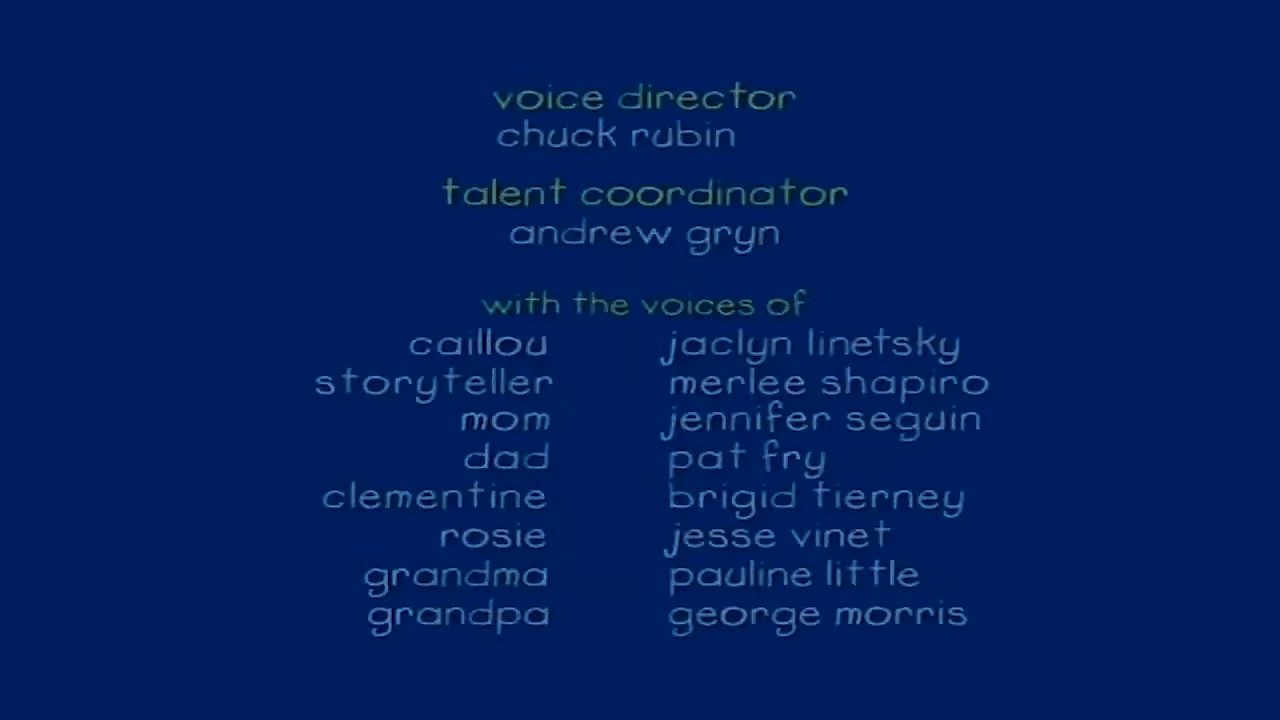 voice director
chuck rubin
talent coordinator
andrew gryn
with the voices of
caillou jaclyn linetsky
storyteller merlee shapiro
mom jennifer seguin
dad pat fry
clementine brigid tierney
rosie jesse vinet
grandma pauline little
grandpa george morris